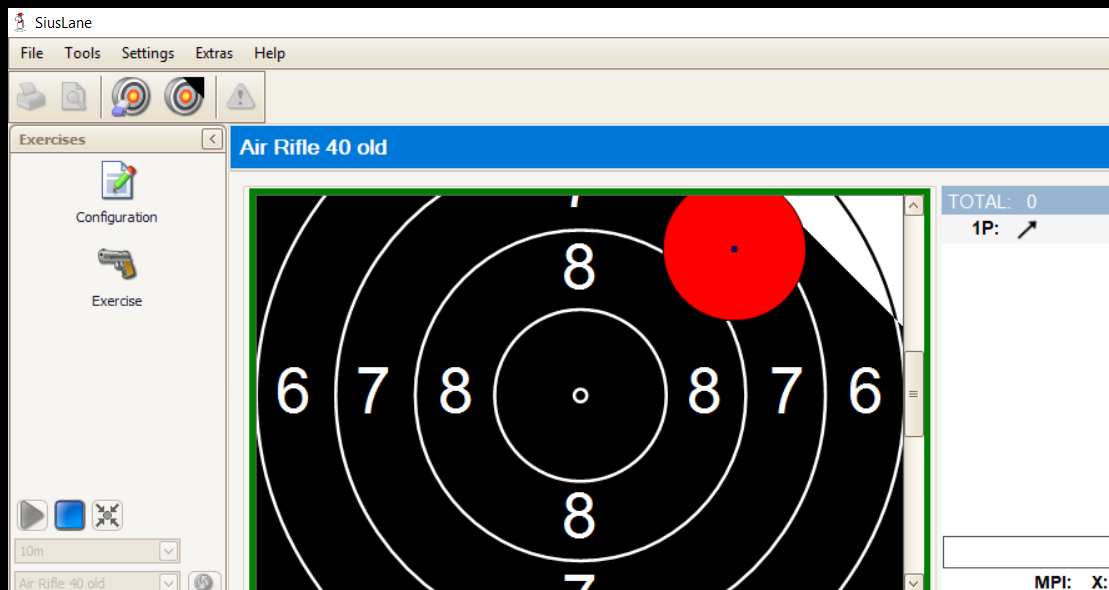 SiusLane
File Tools Settings Extras Help
Exercises
Air Rifle 40 old
Configuration
Exercise
TOTAL: 0
1P:
7
8
6 7 8 8 7 6
8
7
10m
Air Rifle 40 old
MPI: X: